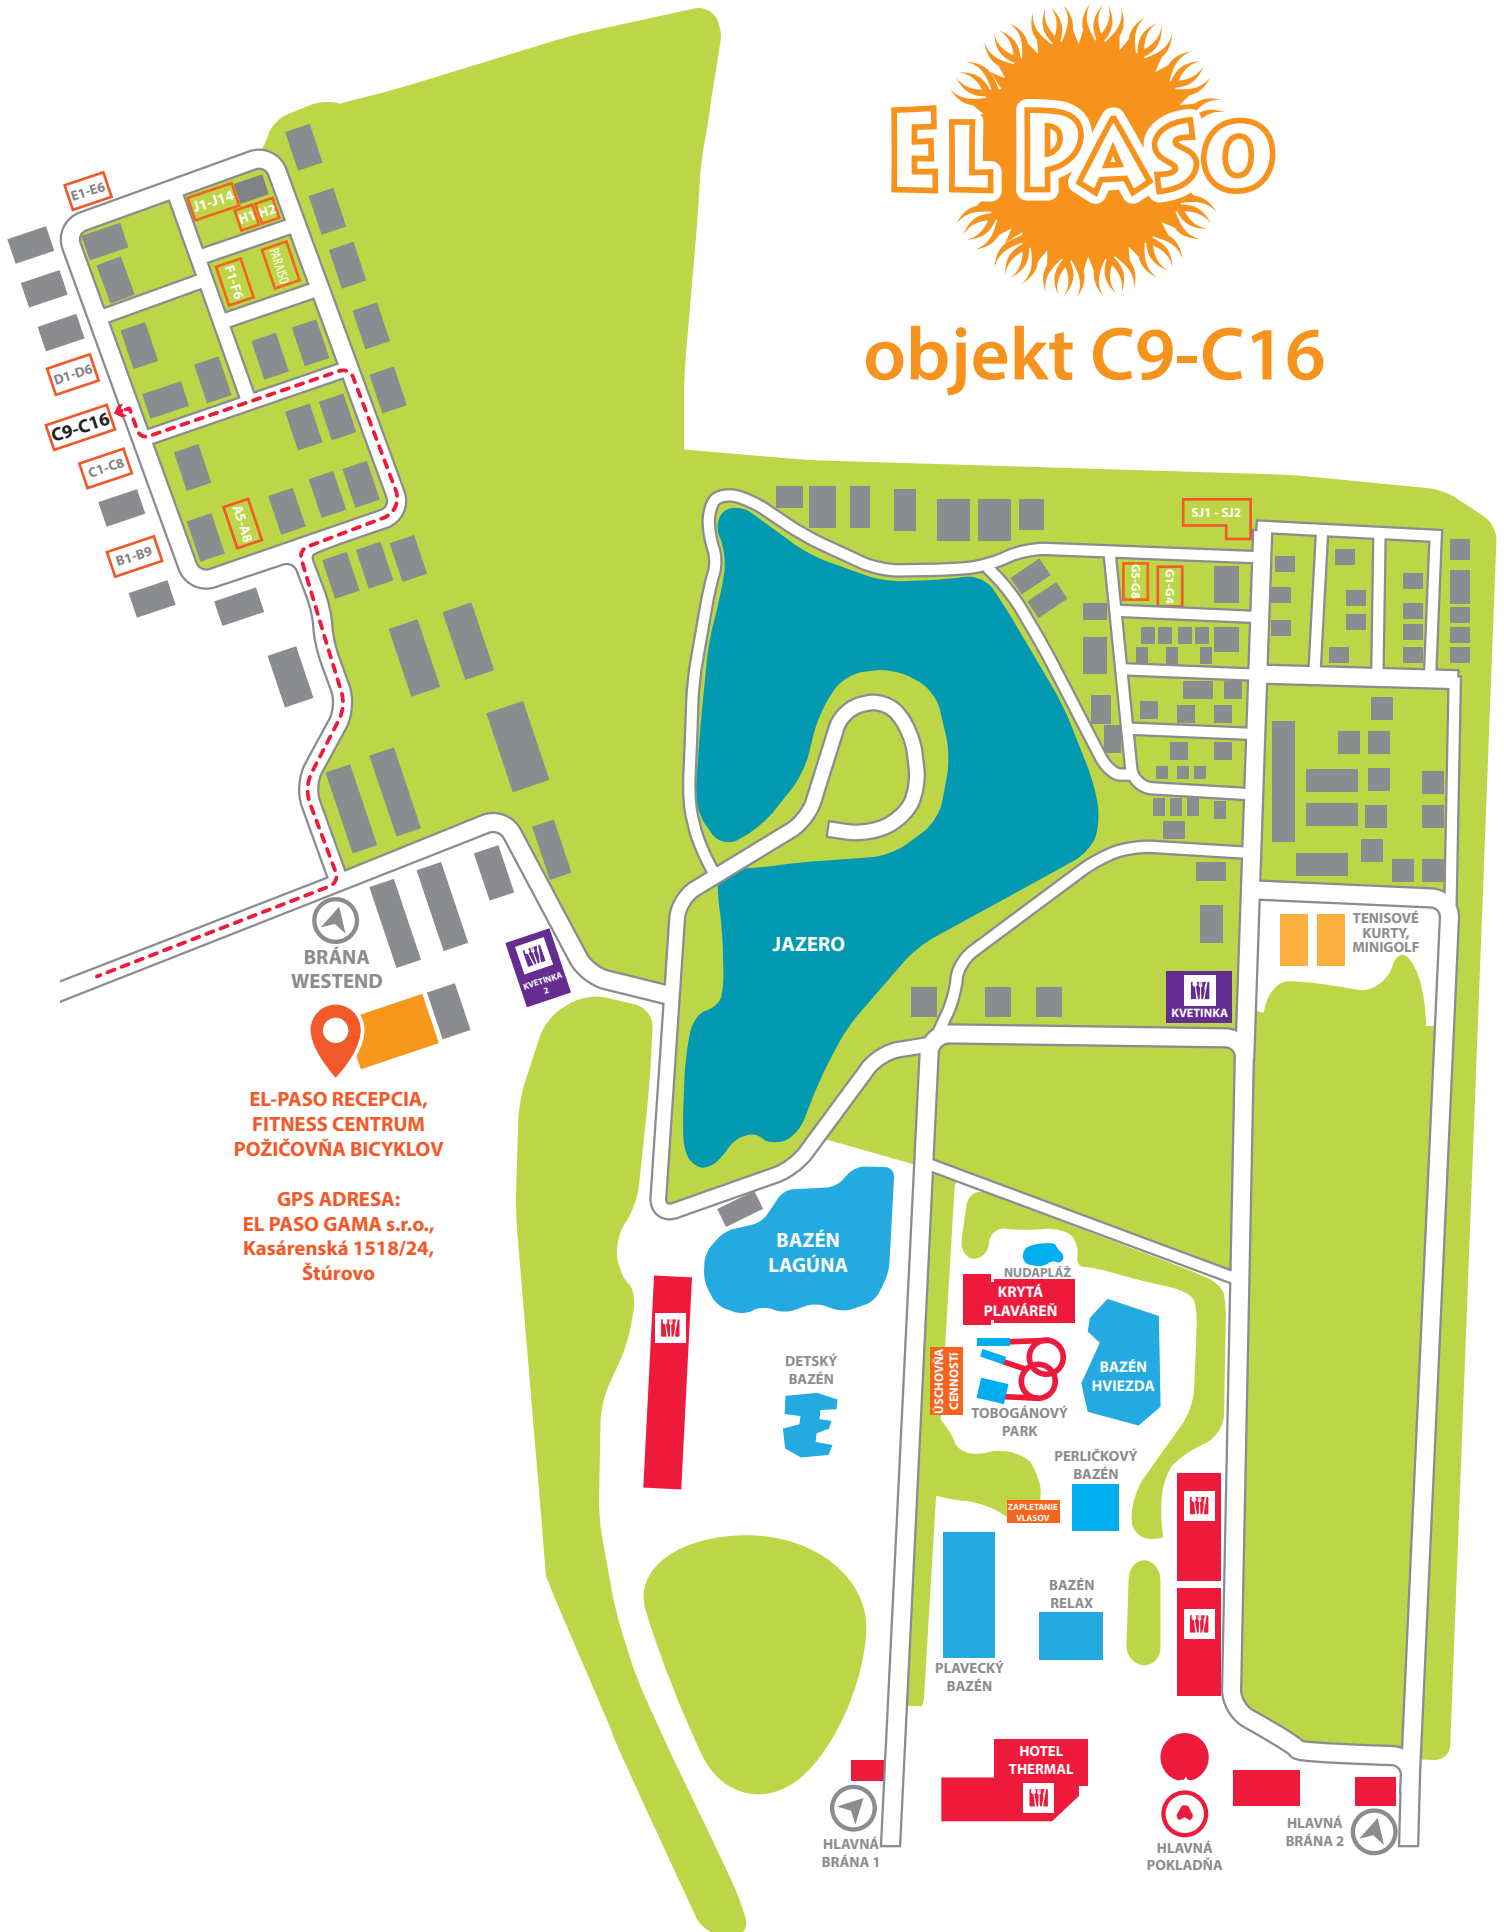 EL PASO
objekt C9-C16
E1-E6
J1-J14
H1
H2
F1-F6
PARAISO
D1-D6
C9-C16
C1-C8
A5-A8
B1-B9
SJ1 - SJ2
G5-G8
G1-G4
BRÁNA
WESTEND
KVETINKA
2
JAZERO
TENISOVÉ
KURTY,
MINIGOLF
KVETINKA
EL-PASO RECEPCIA,
FITNESS CENTRUM
POŽIČOVŇA BICYKLOV
GPS ADRESA:
EL PASO GAMA s.r.o.,
Kasárenská 1518/24,
Štúrovo
BAZÉN
LAGÚNA
NUDAPLÁŽ
KRYTÁ
PLAVÁREŇ
DETSKÝ
BAZÉN
ÚSCHOVŇA
CENNOSTí
BAZÉN
HVIEZDA
TOBOGÁNOVÝ
PARK
PERLIČKOVÝ
BAZÉN
ZAPLETANIE
VLASOV
BAZÉN
RELAX
PLAVECKÝ
BAZÉN
HOTEL
THERMAL
HLAVNÁ
BRÁNA 1
HLAVNÁ
POKLADŇA
HLAVNÁ
BRÁNA 2